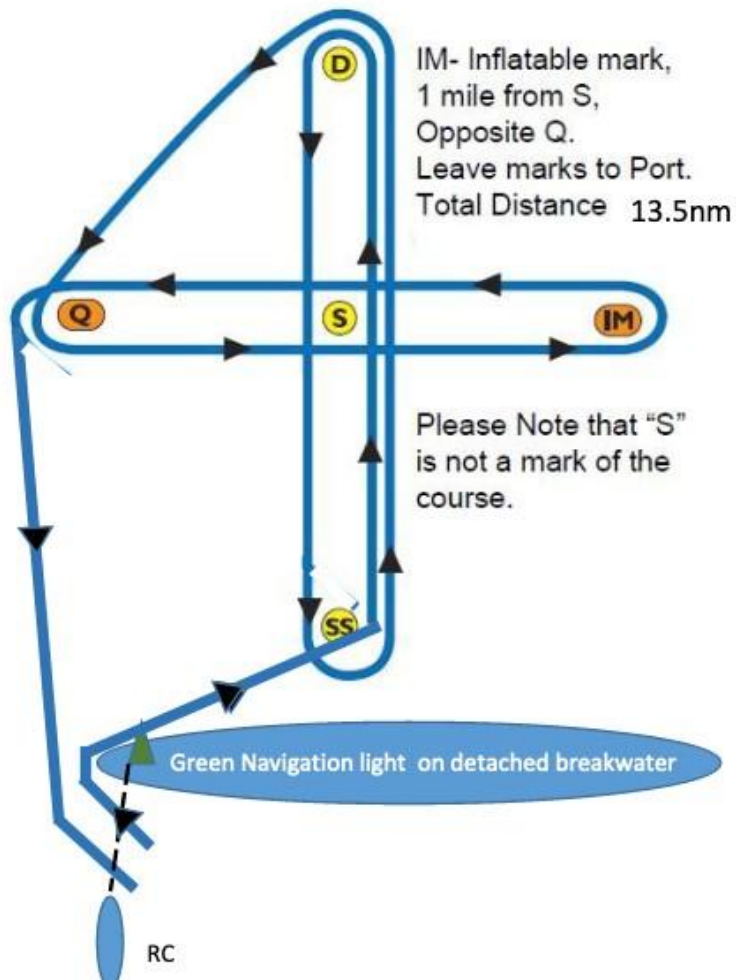 D
IM- Inflatable mark,
1 mile from S,
Opposite Q.
Leave marks to Port.
Total Distance 13.5nm
Q
S
IM
Please Note that “S”
is not a mark of the
course.
SS
Green Navigation light on detached breakwater
RC